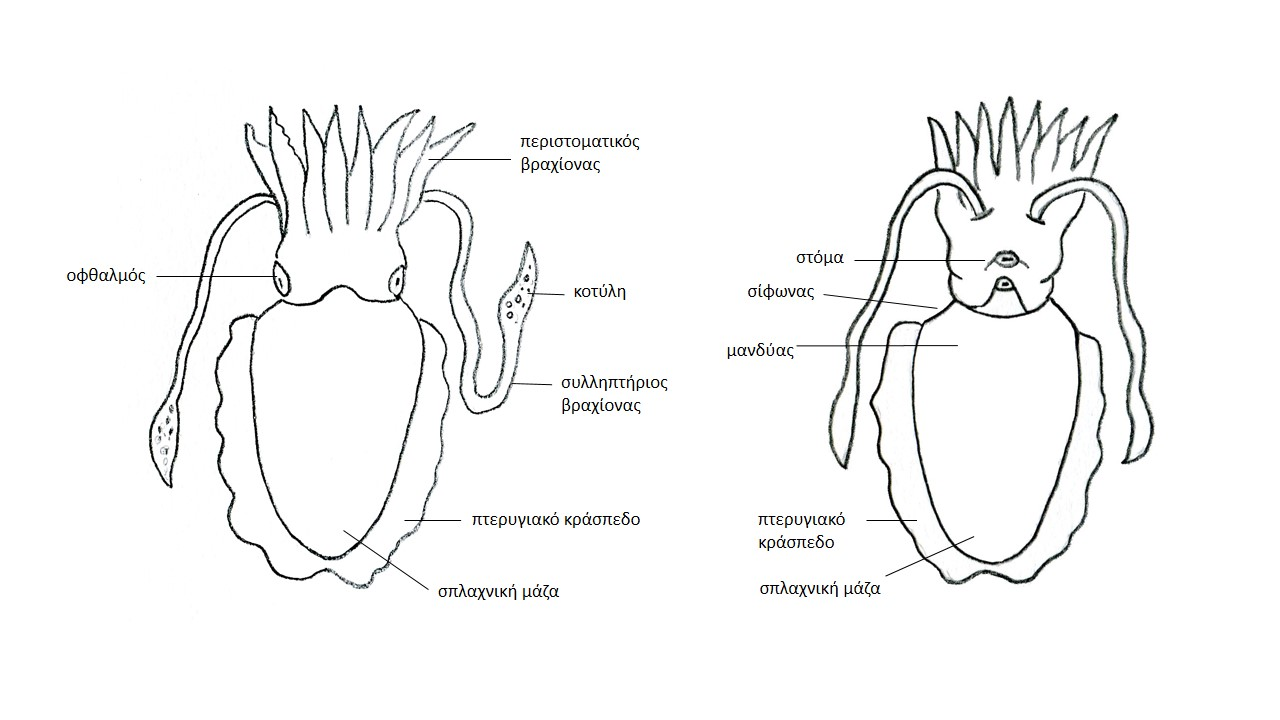 περιστοματικός
βραχίονας
οφθαλμός
κοτύλη
συλληπτήριος
βραχίονας
πτερυγιακό κράσπεδο
σπλαχνική μάζα
στόμα
σίφωνας
μανδύας
πτερυγιακό
κράσπεδο
σπλαχνική μάζα